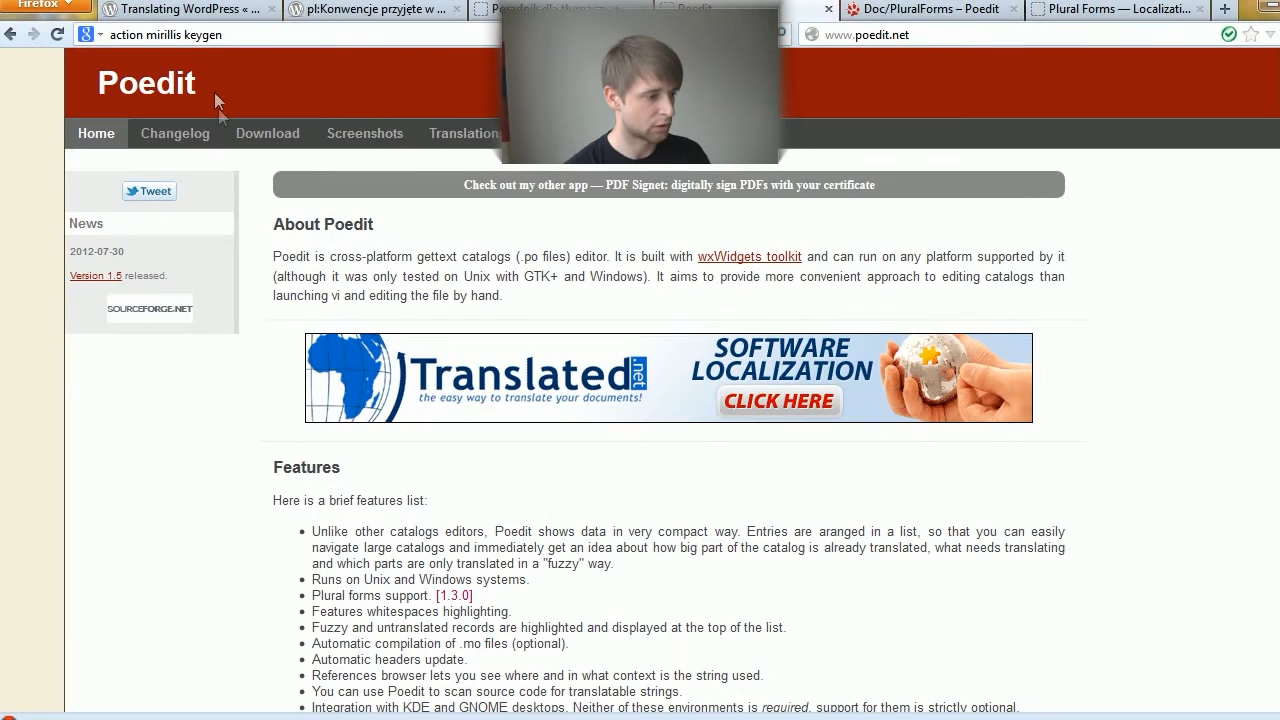 Firefox
Translating WordPress « ...
pl:Konwencje przyjęte w ...
Doc/PluralForms – Poedit
Plural Forms — Localizati...
action mirillis keygen
www.poedit.net
Poedit
Home
Changelog
Download
Screenshots
Translation
Tweet
News
2012-07-30
Version 1.5 released.
SOURCEFORGE.NET
Check out my other app — PDF Signet: digitally sign PDFs with your certificate
About Poedit
Poedit is cross-platform gettext catalogs (.po files) editor. It is built with wxWidgets toolkit and can run on any platform supported by it
(although it was only tested on Unix with GTK+ and Windows). It aims to provide more convenient approach to editing catalogs than
launching vi and editing the file by hand.
Translated.net
the easy way to translate your documents!
SOFTWARE
LOCALIZATION
CLICK HERE
Features
Here is a brief features list:
Unlike other catalogs editors, Poedit shows data in very compact way. Entries are aranged in a list, so that you can easily
navigate large catalogs and immediately get an idea about how big part of the catalog is already translated, what needs translating
and which parts are only translated in a "fuzzy" way.
Runs on Unix and Windows systems.
Plural forms support. [1.3.0]
Features whitespaces highlighting.
Fuzzy and untranslated records are highlighted and displayed at the top of the list.
Automatic compilation of .mo files (optional).
Automatic headers update.
References browser lets you see where and in what context is the string used.
You can use Poedit to scan source code for translatable strings.
Integration with KDE and GNOME desktops. Neither of these environments is required, support for them is strictly optional.